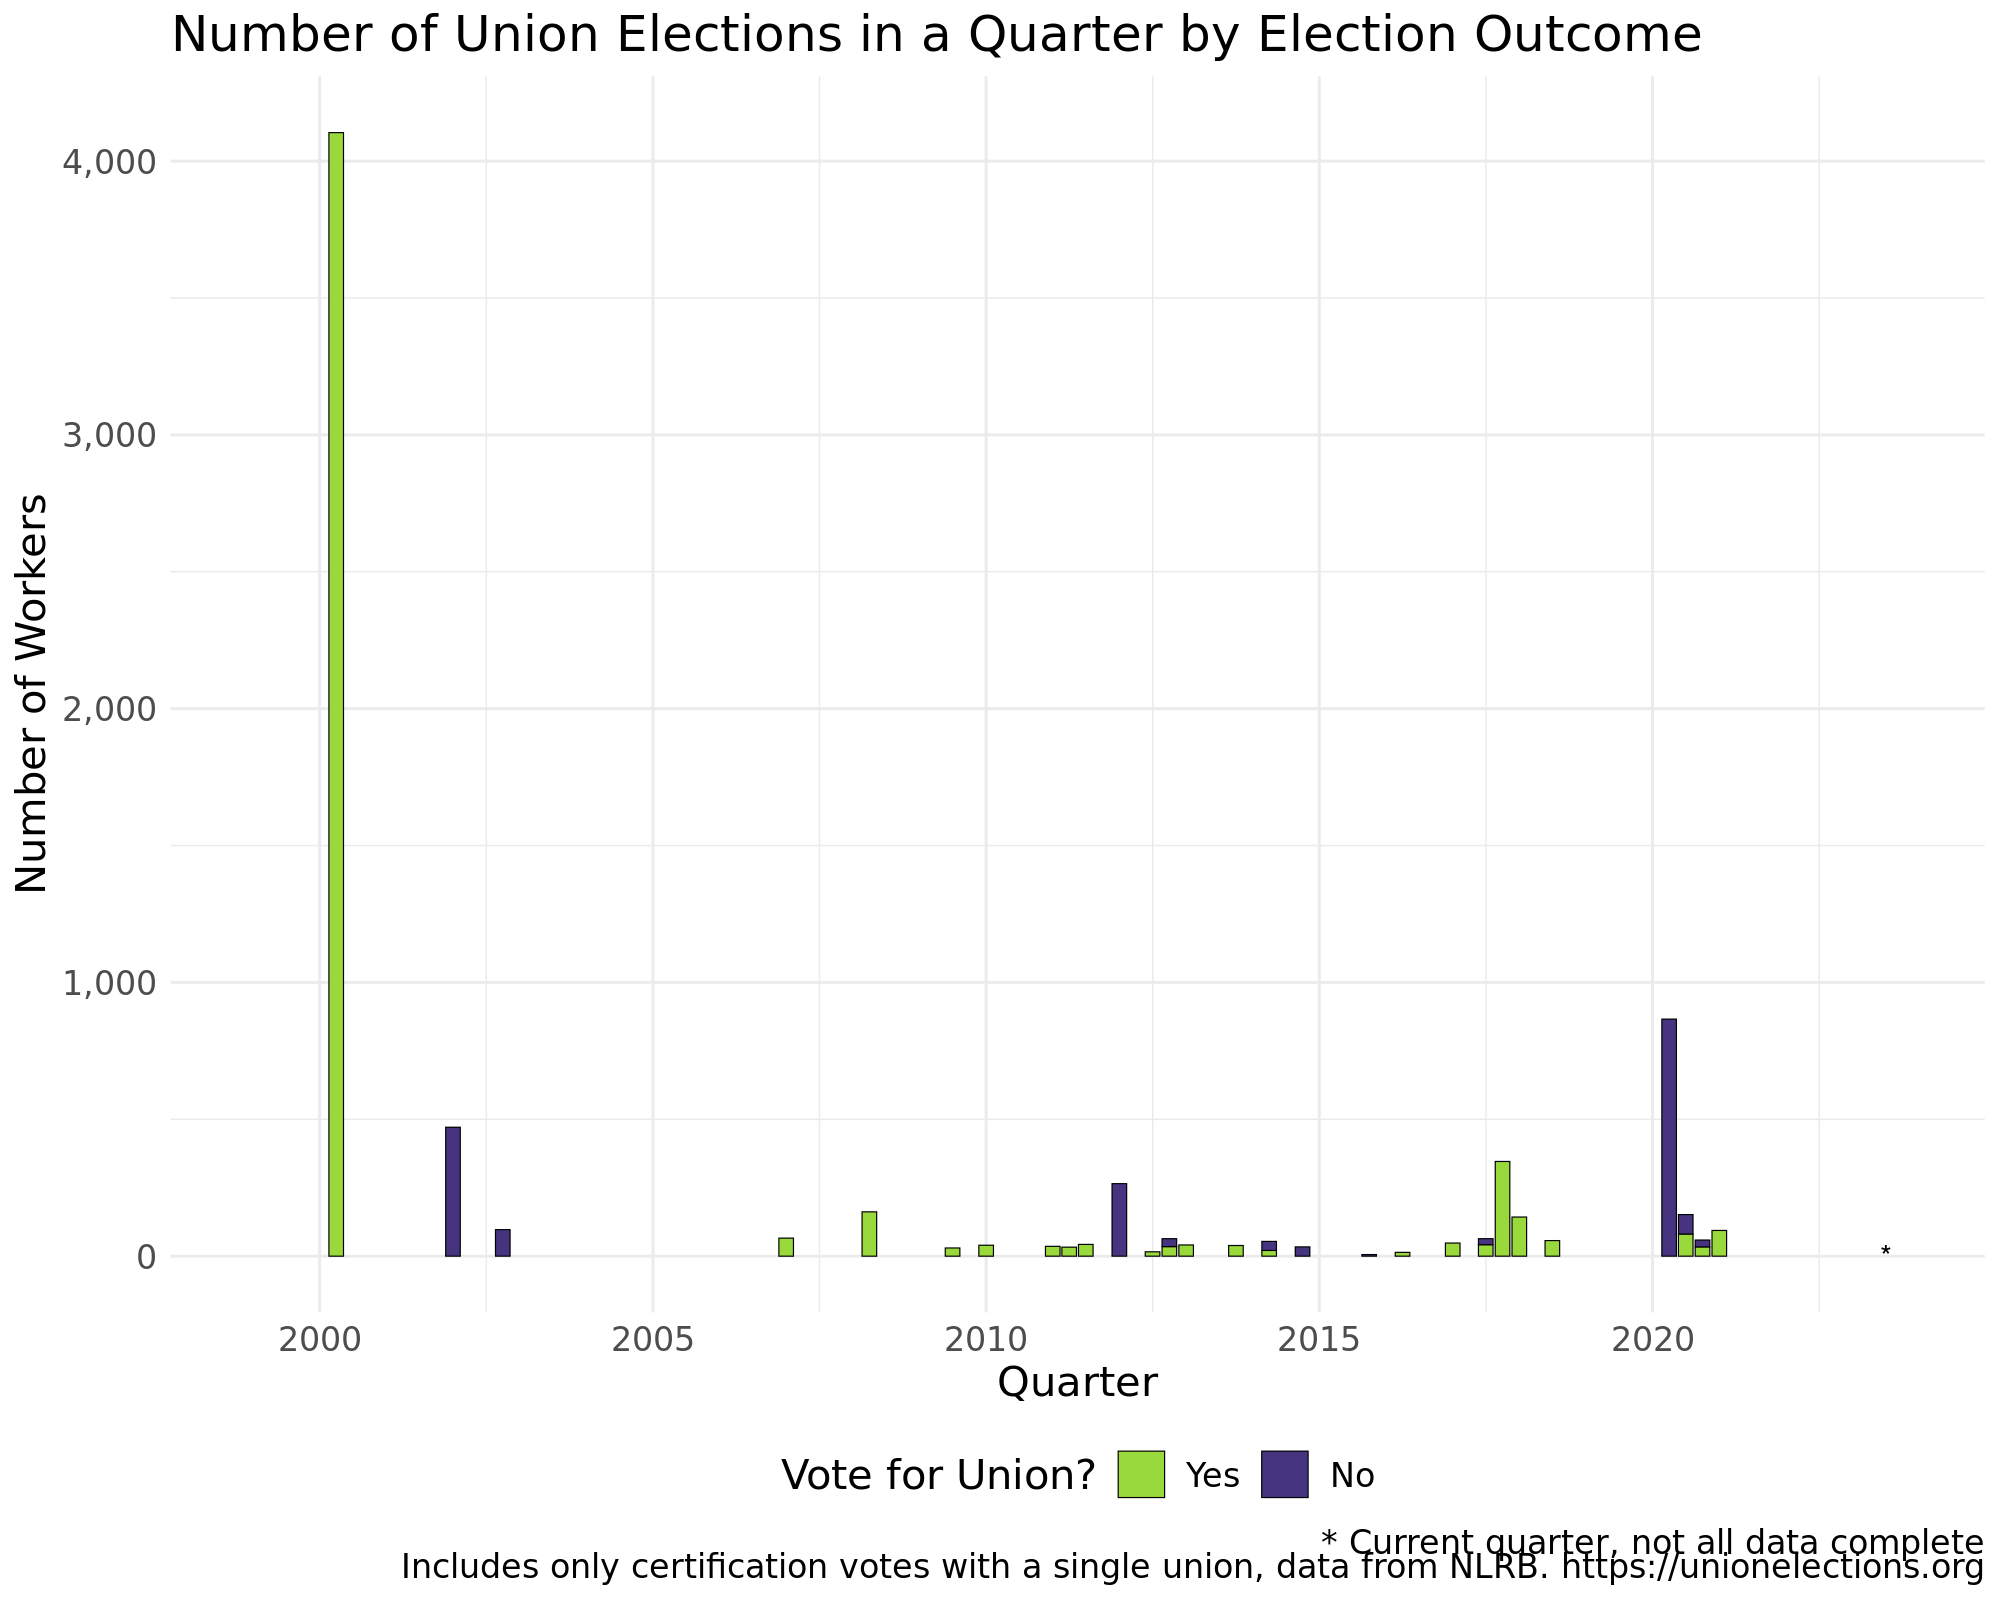 Number of Union Elections in a Quarter by Election Outcome
4,000
3,000
2,000
1,000
0
Number of Workers
*
2000 2005 2010 2015 2020
Quarter
Vote for Union? Yes No
* Current quarter, not all data complete
Includes only certification votes with a single union, data from NLRB. https://unionelections.org